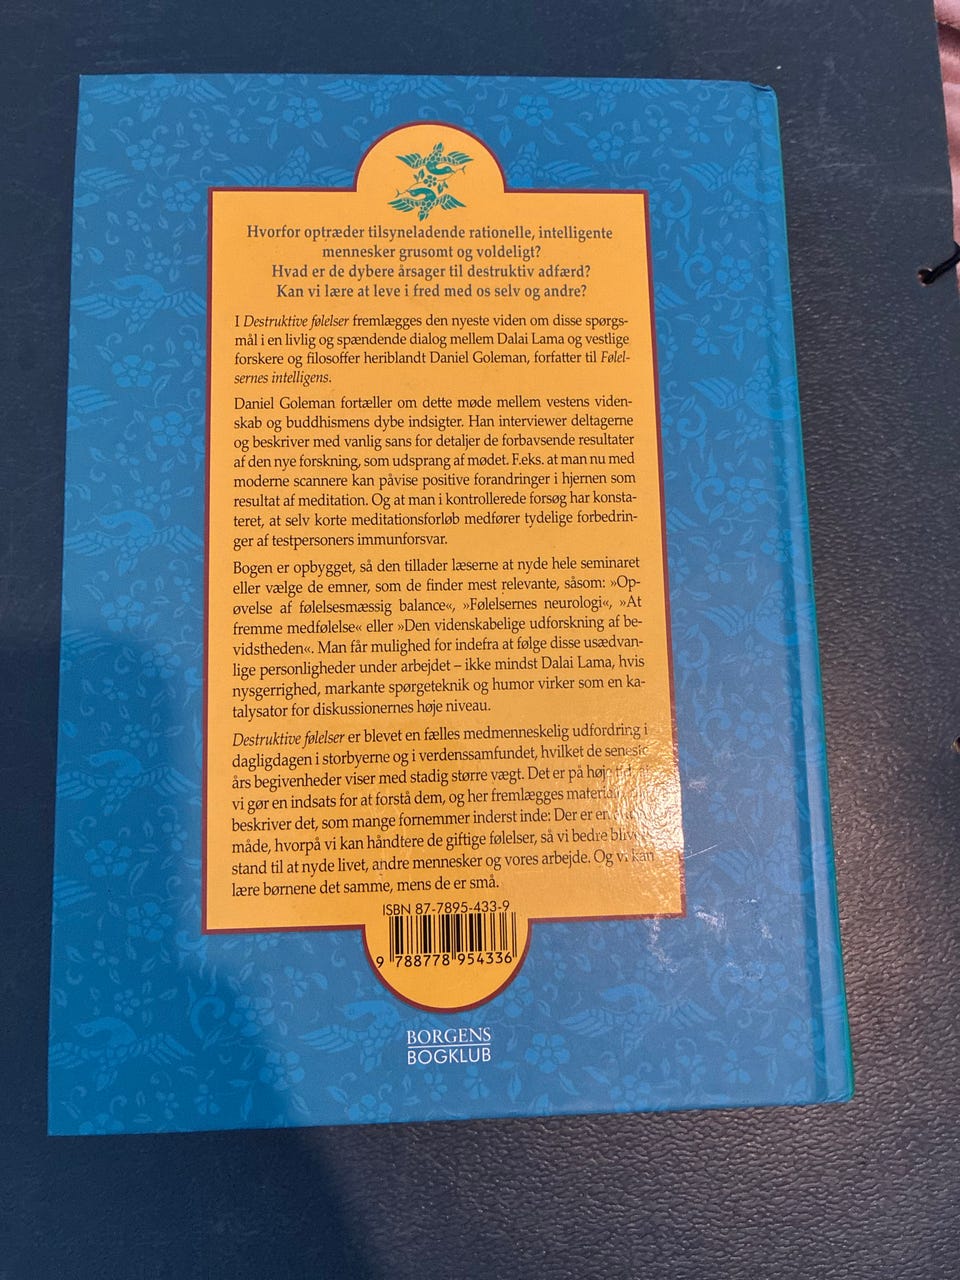 Hvorfor optræder tilsyneladende rationelle, intelligente
mennesker grusomt og voldeligt?
Hvad er de dybere årsager til destruktiv adfærd?
Kan vi lære at leve i fred med os selv og andre?
I Destruktive følelser fremlægges den nyeste viden om disse spørgs-
mål i en livlig og spændende dialog mellem Dalai Lama og vestlige
forskere og filosoffer heriblandt Daniel Goleman, forfatter til Følel-
sernes intelligens.
Daniel Goleman fortæller om dette møde mellem vestens viden-
skab og buddhismens dybe indsigter. Han interviewer deltagerne
og beskriver med vanlig sans for detaljer de forbavsende resultater
af den nye forskning, som udsprang af mødet. F.eks. at man nu med
moderne scannere kan påvise positive forandringer i hjernen som
resultat af meditation. Og at man i kontrollerede forsøg har konsta-
teret, at selv korte meditationsforløb medfører tydelige forbedrin-
ger af testpersoners immunforsvar.
Bogen er opbygget, så den tillader læserne at nyde hele seminaret
eller vælge de emner, som de finder mest relevante, såsom: »Op-
øvelse af følelsesmæssig balance«, »Følelsernes neurologi«, »At
fremme medfølelse« eller »Den videnskabelige udforskning af be-
vidstheden«. Man får mulighed for indefra at følge disse usædvan-
lige personligheder under arbejdet – ikke mindst Dalai Lama, hvis
nysgerrighed, markante spørgeteknik og humor virker som en ka-
talysator for diskussionernes høje niveau.
Destruktive følelser er blevet en fælles medmenneskelig udfordring i
dagligdagen i storbyerne og i verdenssamfundet, hvilket de seneste
års begivenheder viser med stadig større vægt. Det er på høje
vi gør en indsats for at forstå dem, og her fremlægges
beskriver det, som mange fornemmer inderst inde: Der er
måde, hvorpå vi kan håndtere de giftige følelser, så vi bedre
stand til at nyde livet, andre mennesker og vores arbejde. Og vi kan
lære børnene det samme, mens de er små.
ISBN 87-7895-433-9
9 788778 954336
BORGENS
BOGKLUB